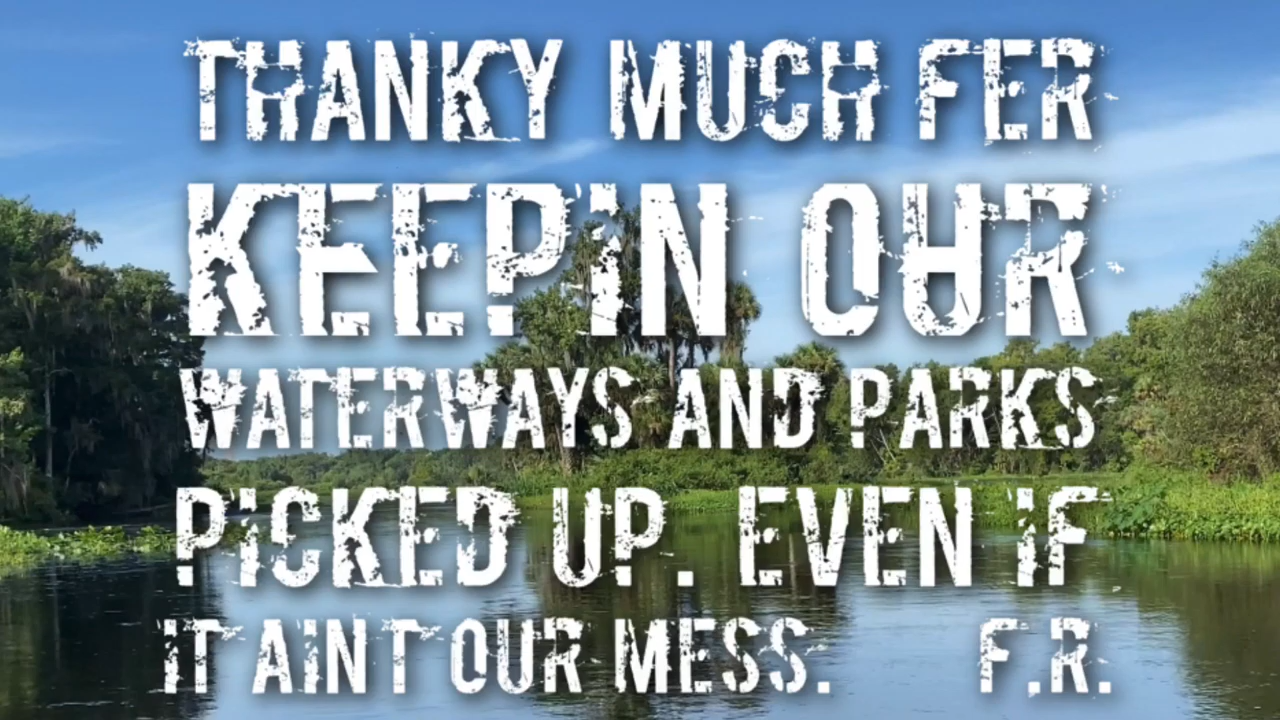 THANKY MUCH FER
KEEPIN OUR
WATERWAYS AND PARKS
PICKED UP. EVEN IF
IT AINT OUR MESS. F.R.